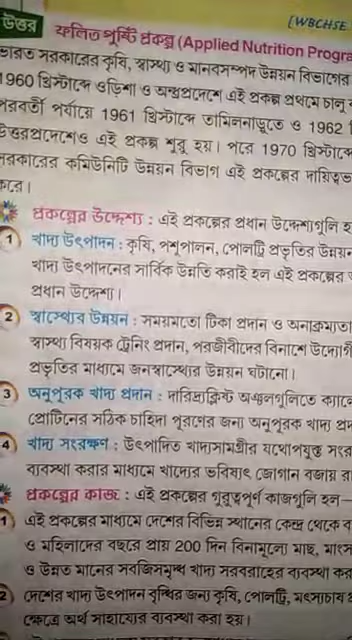 উত্তর
[WBCHSE
ফলিত পুষ্টি প্রকল্প (Applied Nutrition Progra
ভারত সরকারের কৃষি, স্বাস্থ্য ও মানবসম্পদ উন্নয়ন বিভাগের
1960 খ্রিস্টাব্দে ওড়িশা ও অন্ধ্রপ্রদেশে এই প্রকল্প প্রথমে চালু
পরবর্তী পর্যায়ে 1961 খ্রিস্টাব্দে তামিলনাড়ুতে ও 1962
উত্তরপ্রদেশেও এই প্রকল্প শুরু হয়। পরে 1970 খ্রিস্টাব্দে
সরকারের কমিউনিটি উন্নয়ন বিভাগ এই প্রকল্পের দায়িত্বভ
করে।
প্রকল্পের উদ্দেশ্য : এই প্রকল্পের প্রধান উদ্দেশ্যগুলি হ
1 খাদ্য উৎপাদন : কৃষি, পশুপালন, পোলট্রি প্রভৃতির উন্নয়ন
খাদ্য উৎপাদনের সার্বিক উন্নতি করাই হল এই প্রকল্পের
প্রধান উদ্দেশ্য।
2 স্বাস্থ্যের উন্নয়ন : সময়মতো টিকা প্রদান ও অনাক্রম্যতা
স্বাস্থ্য বিষয়ক ট্রেনিং প্রদান, পরজীবীদের বিনাশে উদ্যোগী
প্রভৃতির মাধ্যমে জনস্বাস্থ্যের উন্নয়ন ঘটানো।
3 অনুপূরক খাদ্য প্রদান : দারিদ্র্যক্লিষ্ট অঞ্চলগুলিতে ক্যালো
প্রোটিনের সঠিক চাহিদা পূরণের জন্য অনুপূরক খাদ্য প্রদ
4 খাদ্য সংরক্ষণ : উৎপাদিত খাদ্যসামগ্রীর যথোপযুক্ত সংর
ব্যবস্থা করার মাধ্যমে খাদ্যের ভবিষ্যৎ জোগান বজায় রা
প্রকল্পের কাজ : এই প্রকল্পের গুরুত্বপূর্ণ কাজগুলি হল—
1 এই প্রকল্পের মাধ্যমে দেশের বিভিন্ন স্থানের কেন্দ্র থেকে ব
ও মহিলাদের বছরে প্রায় 200 দিন বিনামূল্যে মাছ, মাংস
ও উন্নত মানের সবজিসমৃদ্ধ খাদ্য সরবরাহের ব্যবস্থা কর
2 দেশের খাদ্য উৎপাদন বৃদ্ধির জন্য কৃষি, পোলট্রি, মৎস্যচাষ
ক্ষেত্রে অর্থ সাহায্যের ব্যবস্থা করা হয়।